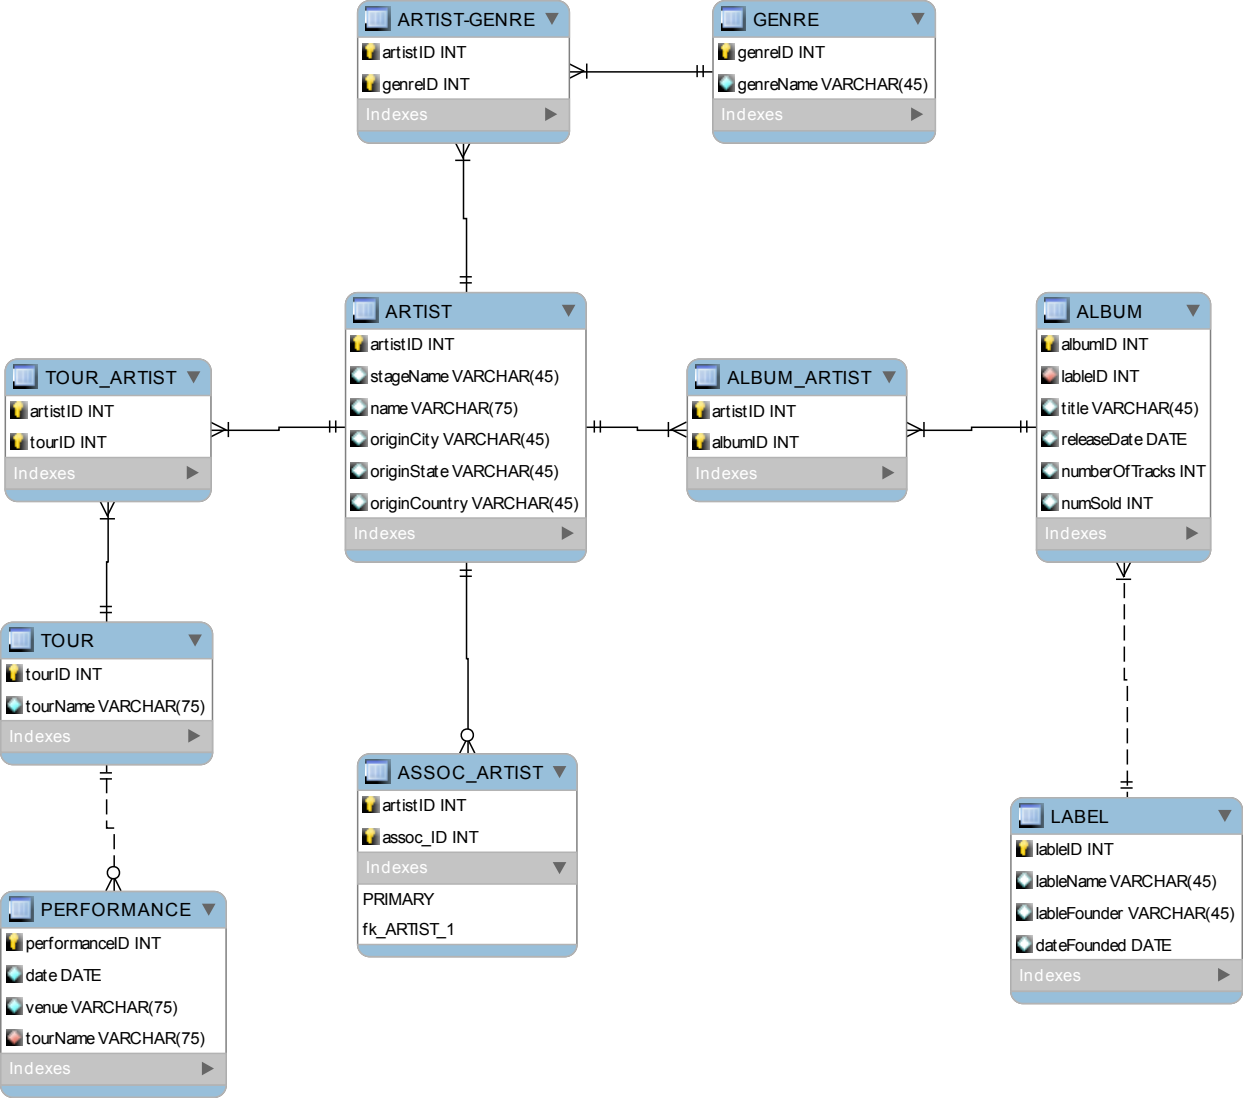 ARTIST-GENRE
artistID INT
genreID INT
Indexes
GENRE
genreID INT
genreName VARCHAR(45)
Indexes
TOUR_ARTIST
artistID INT
tourID INT
Indexes
ARTIST
artistID INT
stageName VARCHAR(45)
name VARCHAR(75)
originCity VARCHAR(45)
originState VARCHAR(45)
originCountry VARCHAR(45)
Indexes
ALBUM_ARTIST
artistID INT
albumID INT
Indexes
ALBUM
albumID INT
lableID INT
title VARCHAR(45)
releaseDate DATE
numberOfTracks INT
numSold INT
Indexes
TOUR
tourID INT
tourName VARCHAR(75)
Indexes
ASSOC_ARTIST
artistID INT
assoc_ID INT
Indexes
PRIMARY
fk_ARTIST_1
LABEL
lableID INT
lableName VARCHAR(45)
lableFounder VARCHAR(45)
dateFounded DATE
Indexes
PERFORMANCE
performanceID INT
date DATE
venue VARCHAR(75)
tourName VARCHAR(75)
Indexes